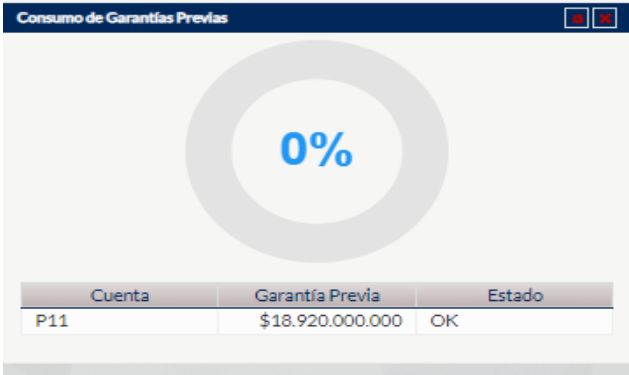 Consumo de Garantías Previas
0%
Cuenta Garantía Previa Estado
P11 $18.920.000.000 OK